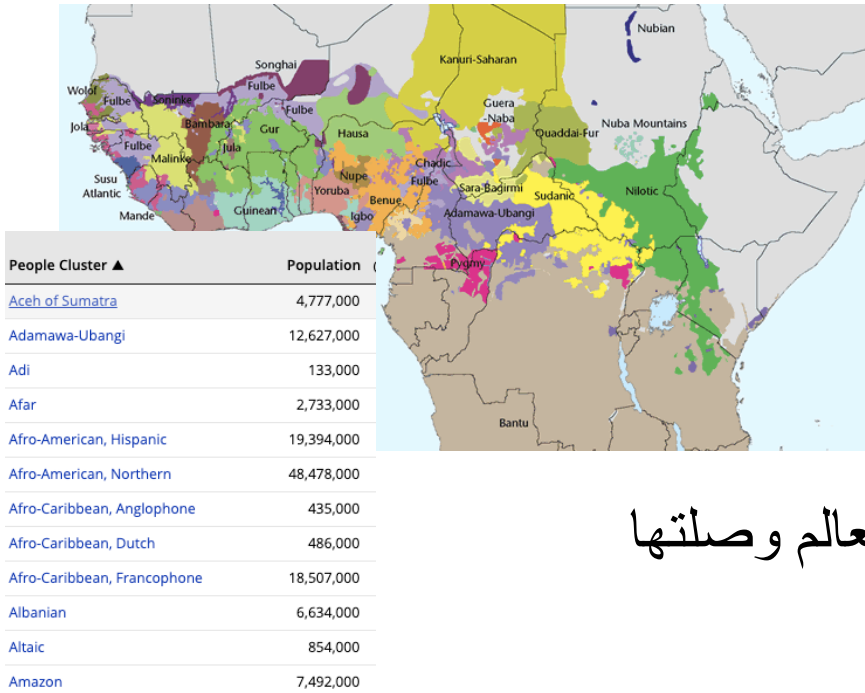 Nubian
Kanuri-Saharan
Songhai
Fulbe
Wolof
Fulbe
Soninke
Fulbe
Guera
-Naba
Jola
Bambara
Gur
Hausa
Ouaddai-Fur
Nuba Mountains
Fulbe
Malinke
Jula
Chadic
Fulbe
Susu
Atlantic
Nupe
Yoruba
Benue
Sara-Bagirmi
Sudanic
Nilotic
Mande
Guinean
Igbo
Adamawa-Ubangi
Pygmy
Bantu
People Cluster ▲ Population
Aceh of Sumatra 4,777,000
Adamawa-Ubangi 12,627,000
Adi 133,000
Afar 2,733,000
Afro-American, Hispanic 19,394,000
Afro-American, Northern 48,478,000
Afro-Caribbean, Anglophone 435,000
Afro-Caribbean, Dutch 486,000
Afro-Caribbean, Francophone 18,507,000
Albanian 6,634,000
Altaic 854,000
Amazon 7,492,000
عالم وصلتها